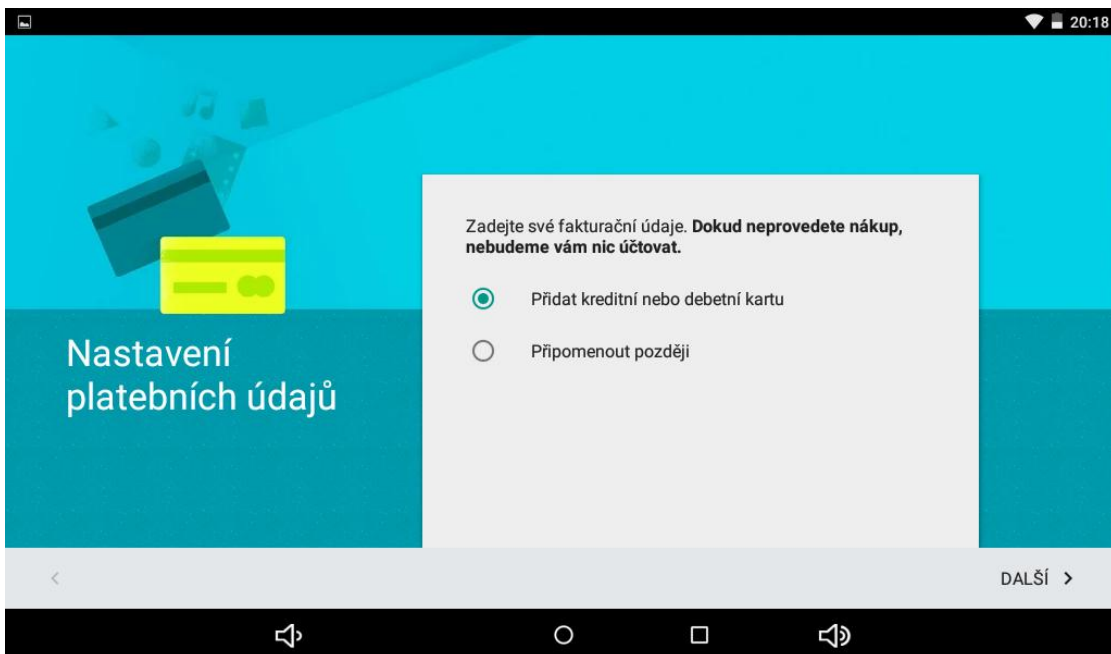 20:18
Zadejte své fakturační údaje. Dokud neprovedete nákup,
nebudeme vám nic účtovat.
Přidat kreditní nebo debetní kartu
Připomenout později
Nastavení
platebních údajů
DALŠÍ